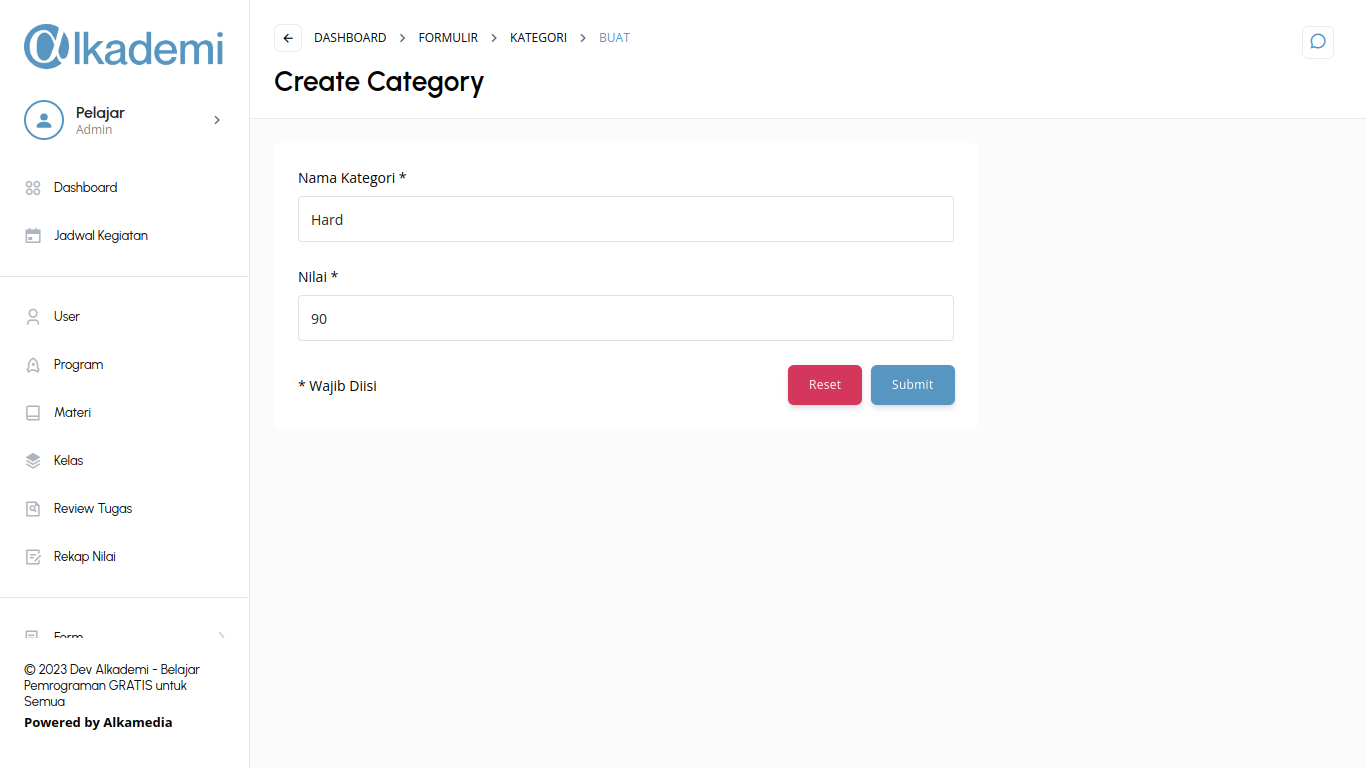 Alkademi
Pelajar
Admin
Dashboard
Jadwal Kegiatan
User
Program
Materi
Kelas
Review Tugas
Rekap Nilai
Form
© 2023 Dev Alkademi - Belajar
Pemrograman GRATIS untuk
Semua
Powered by Alkamedia
DASHBOARD > FORMULIR > KATEGORI > BUAT
Create Category
Nama Kategori *
Hard
Nilai *
90
* Wajib Diisi
Reset
Submit